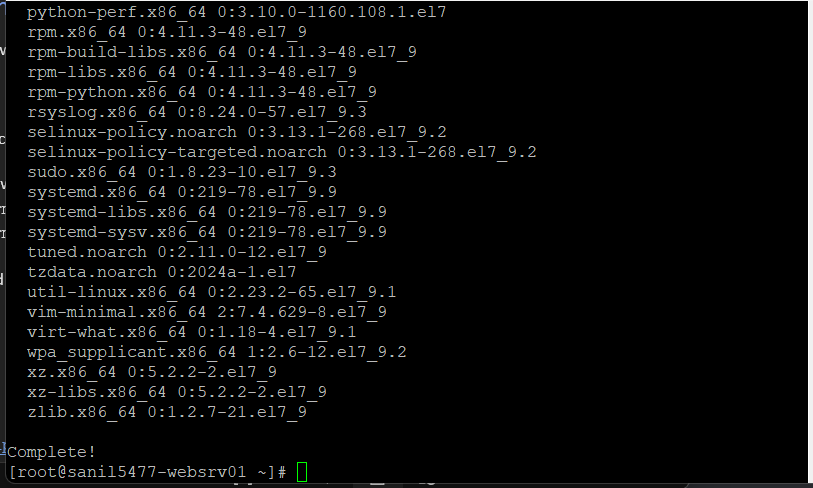 python-perf.x86_64 0:3.10.0-1160.108.1.el7
rpm.x86_64 0:4.11.3-48.el7_9
rpm-build-libs.x86_64 0:4.11.3-48.el7_9
rpm-libs.x86_64 0:4.11.3-48.el7_9
rpm-python.x86_64 0:4.11.3-48.el7_9
rsyslog.x86_64 0:8.24.0-57.el7_9.3
selinux-policy.noarch 0:3.13.1-268.el7_9.2
selinux-policy-targeted.noarch 0:3.13.1-268.el7_9.2
sudo.x86_64 0:1.8.23-10.el7_9.3
systemd.x86_64 0:219-78.el7_9.9
systemd-libs.x86_64 0:219-78.el7_9.9
systemd-sysv.x86_64 0:219-78.el7_9.9
tuned.noarch 0:2.11.0-12.el7_9
tzdata.noarch 0:2024a-1.el7
util-linux.x86_64 0:2.23.2-65.el7_9.1
vim-minimal.x86_64 2:7.4.629-8.el7_9
virt-what.x86_64 0:1.18-4.el7_9.1
wpa_supplicant.x86_64 1:2.6-12.el7_9.2
xz.x86_64 0:5.2.2-2.el7_9
xz-libs.x86_64 0:5.2.2-2.el7_9
zlib.x86_64 0:1.2.7-21.el7_9
Complete!
[root@sanil5477-websrv01 ~]#